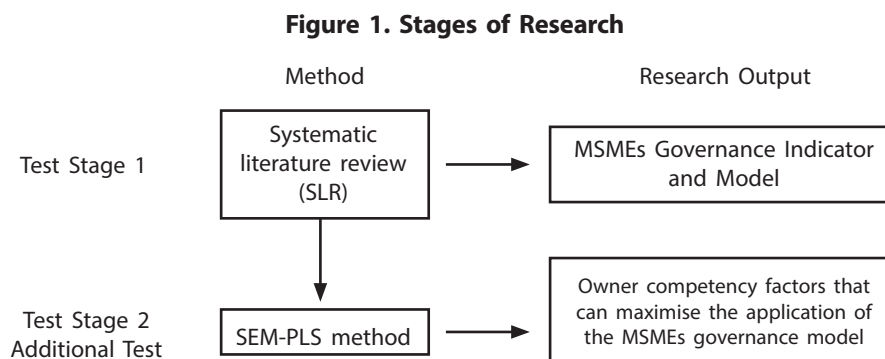 Figure 1. Stages of Research
Method
Research Output
Test Stage 1
Systematic
literature review
(SLR)
MSMEs Governance Indicator
and Model
Test Stage 2
Additional Test
SEM-PLS method
Owner competency factors that
can maximise the application of
the MSMEs governance model